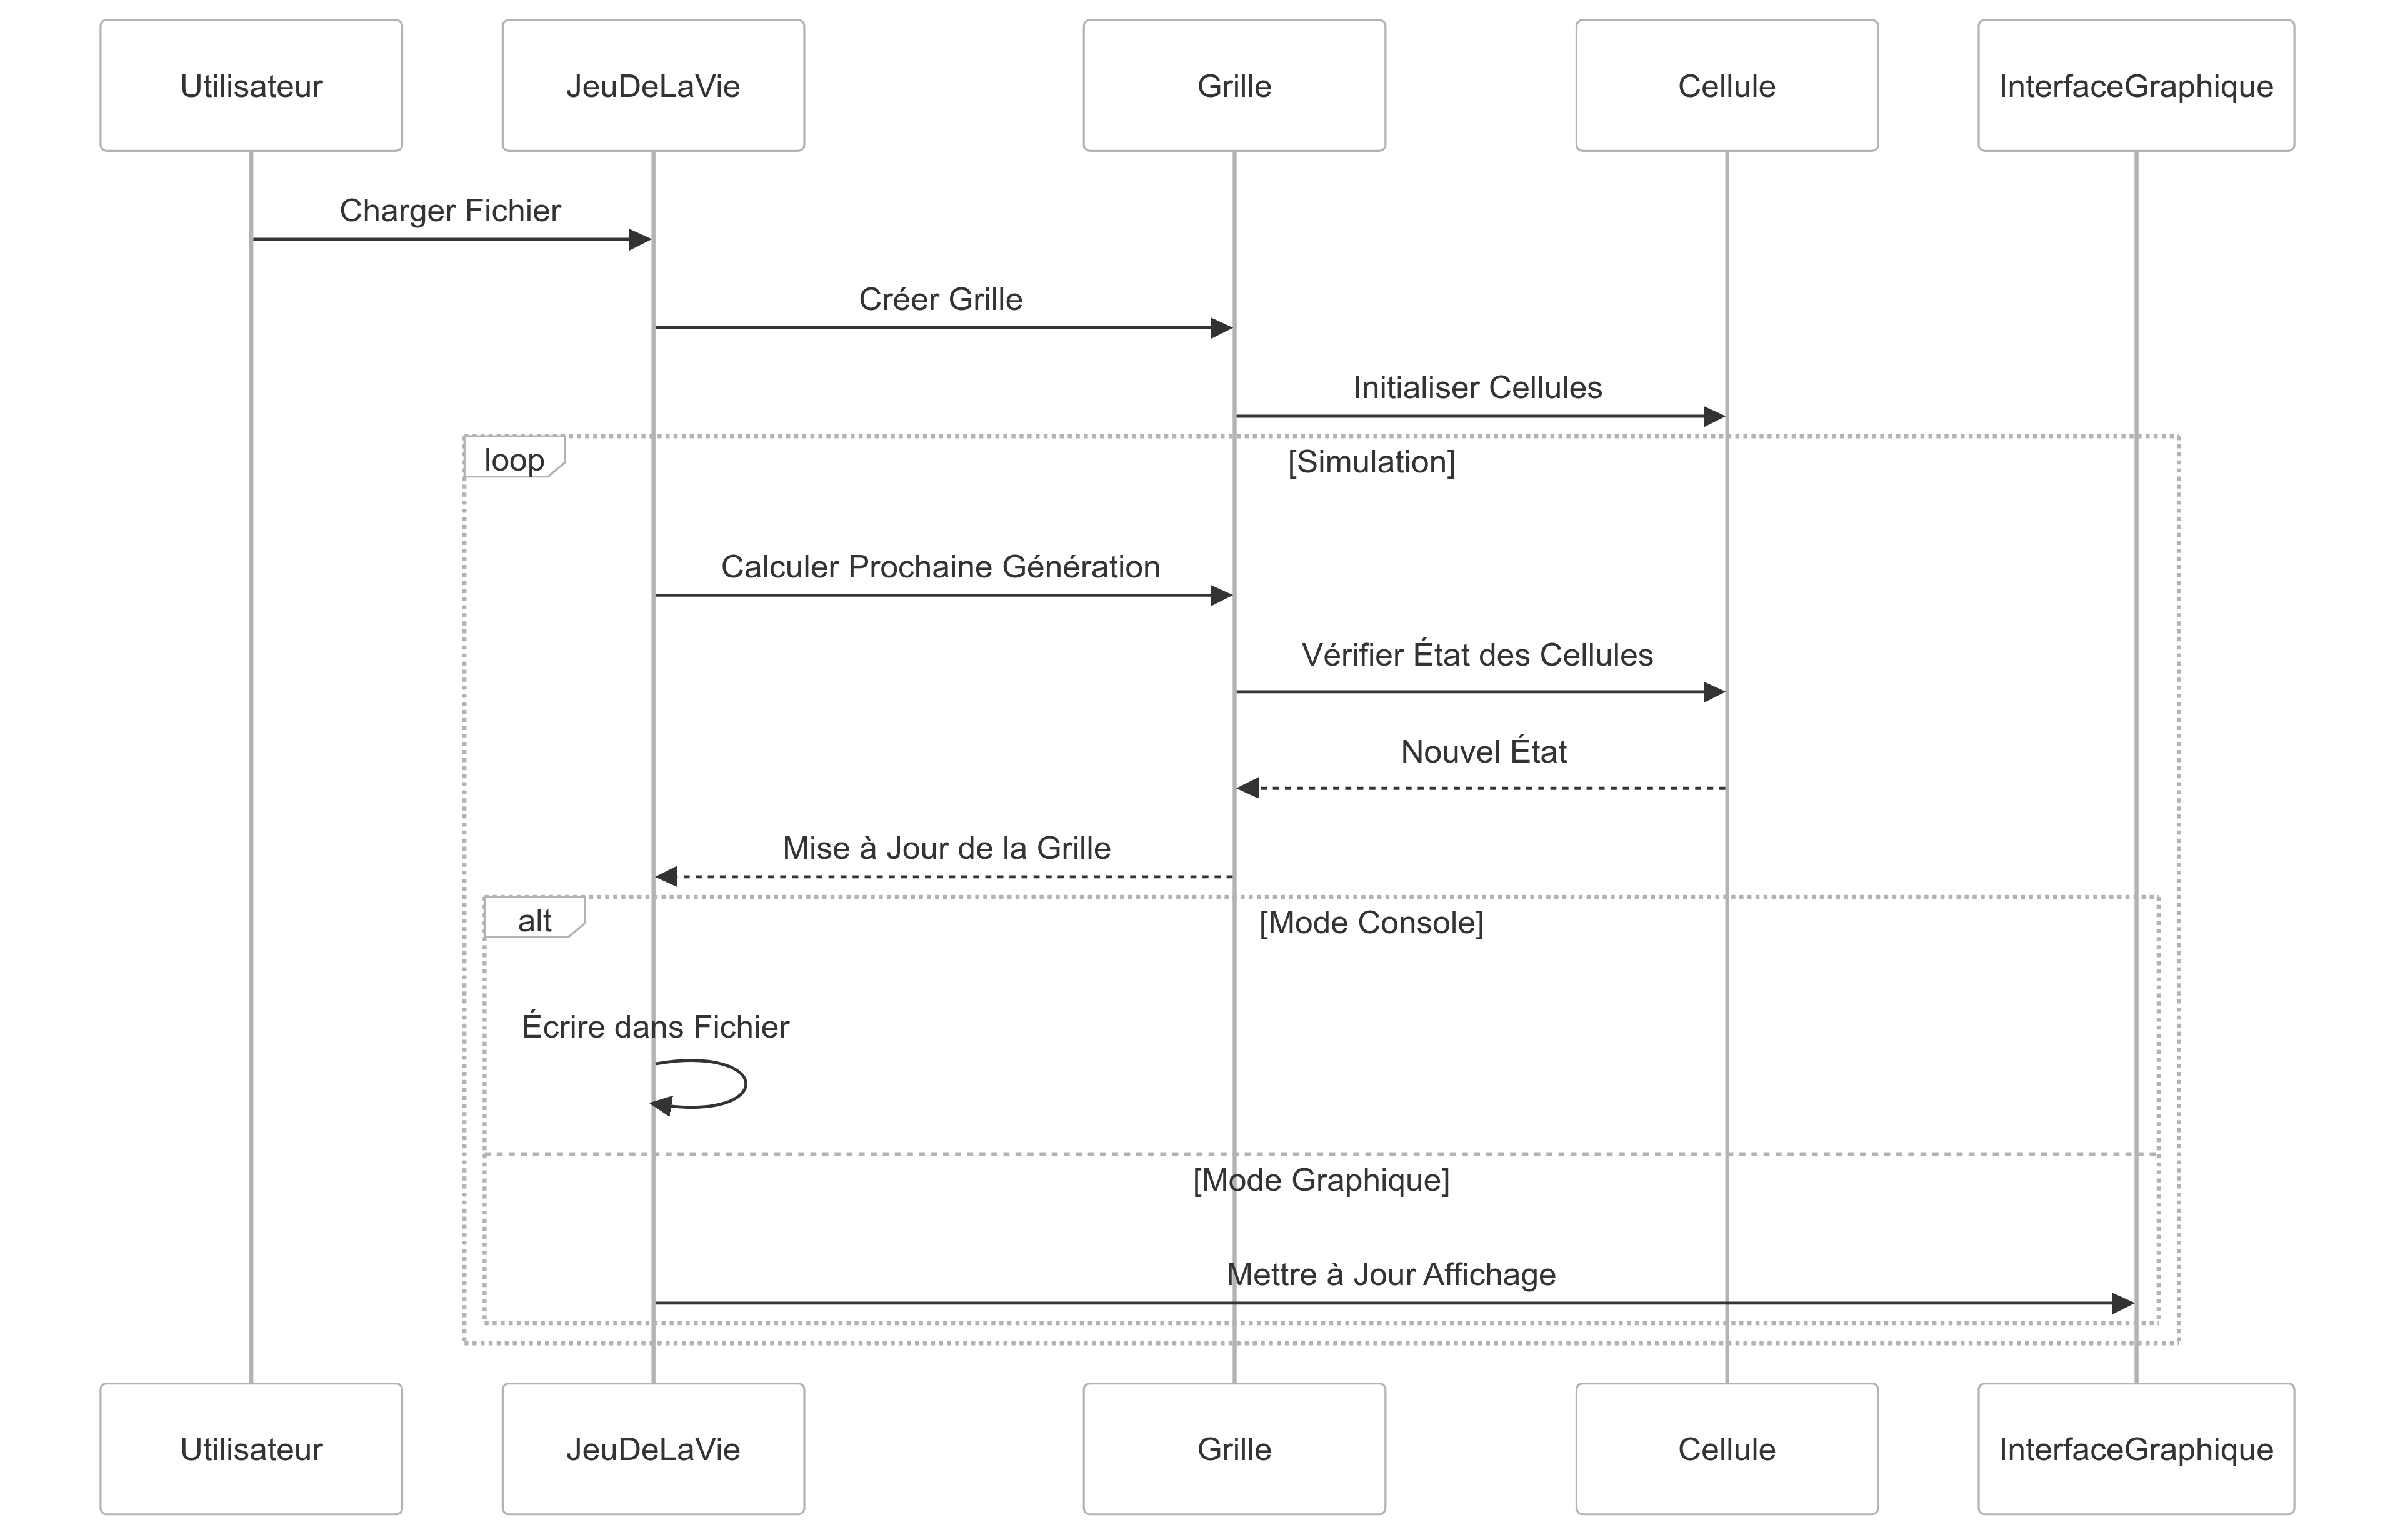 Utilisateur
JeuDeLaVie
Grille
Cellule
InterfaceGraphique
Charger Fichier
Créer Grille
Initialiser Cellules
loop
[Simulation]
Calculer Prochaine Génération
Vérifier État des Cellules
Nouvel État
Mise à Jour de la Grille
alt
[Mode Console]
Écrire dans Fichier
[Mode Graphique]
Mettre à Jour Affichage
Utilisateur
JeuDeLaVie
Grille
Cellule
InterfaceGraphique